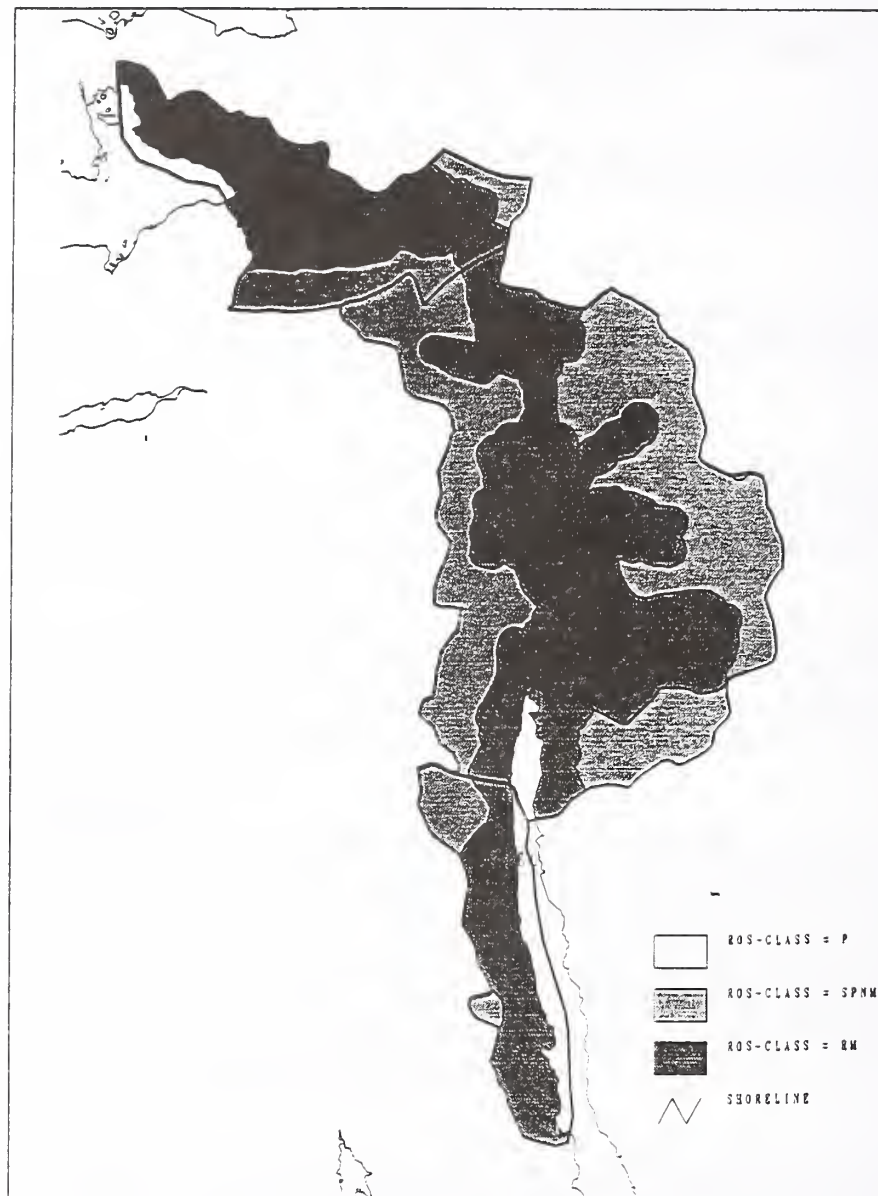 ROS-CLASS = P
ROS-CLASS = SPNM
ROS-CLASS = RM
SHORELINE